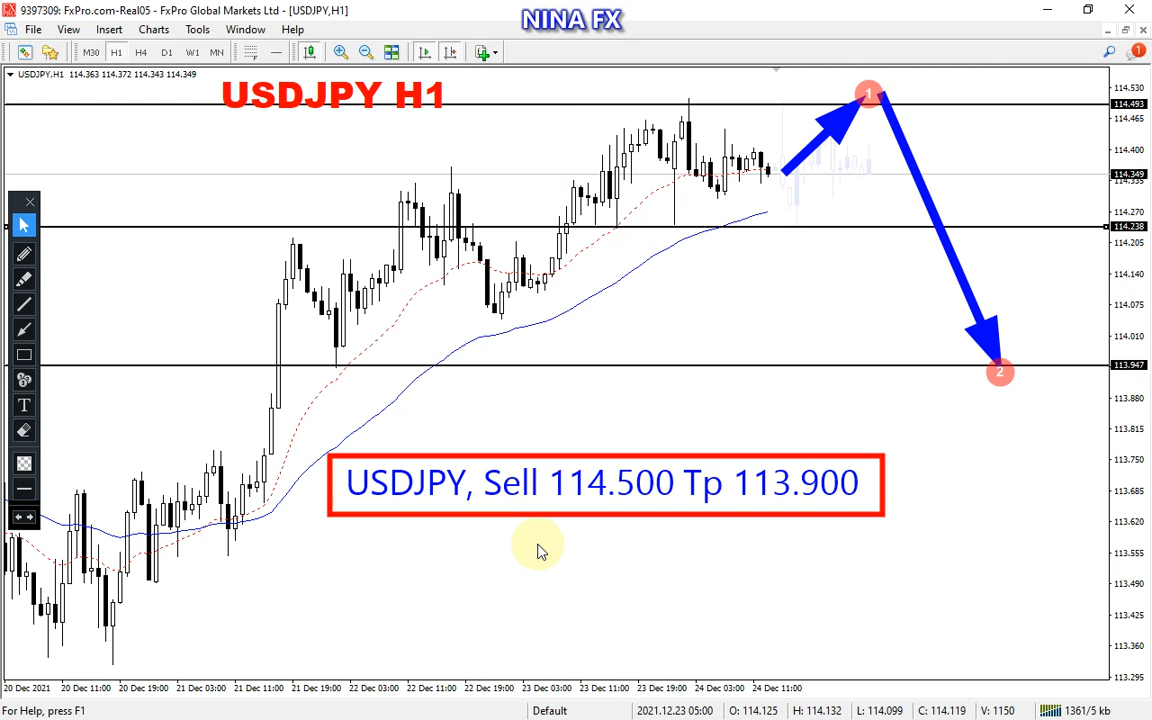 9397309: FxPro.com-Real05 - FxPro Global Markets Ltd - [USDJPY,H1]
NINA FX
File View Insert Charts Tools Window Help
M30 H1 H4 D1 W1 MN
1
USDJPY,H1 114.363 114.372 114.343 114.349
USDJPY H1
1
2
114.530
114.493
114.465
114.400
114.349
114.335
114.270
114.238
114.205
114.140
114.075
114.010
113.947
113.880
113.815
113.750
113.685
113.620
113.555
113.490
113.425
113.360
113.295
T
USDJPY, Sell 114.500 Tp 113.900
20 Dec 2021 20 Dec 11:00 20 Dec 19:00 21 Dec 03:00 21 Dec 11:00 21 Dec 19:00 22 Dec 03:00 22 Dec 11:00 22 Dec 19:00 23 Dec 03:00 23 Dec 11:00 23 Dec 19:00 24 Dec 03:00 24 Dec 11:00
For Help, press F1 Default 2021.12.23 05:00 O: 114.125 H: 114.132 L: 114.099 C: 114.119 V: 1150 1361/5 kb